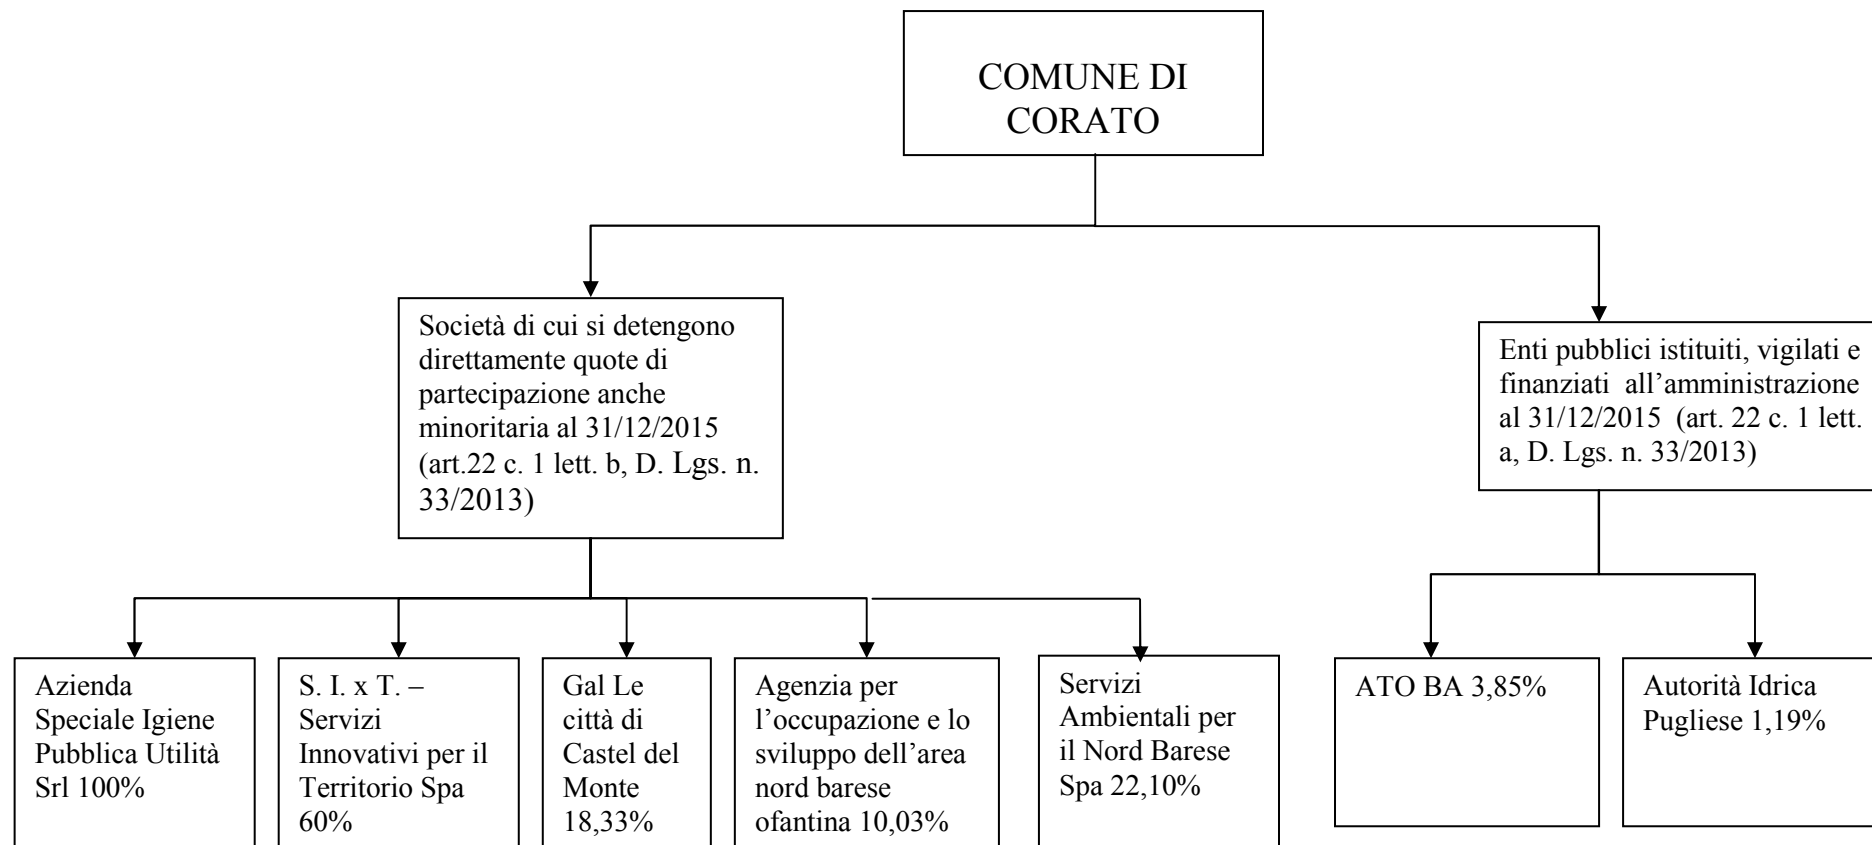 COMUNE DI
CORATO
Società di cui si detengono
direttamente quote di
partecipazione anche
minoritaria al 31/12/2015
(art.22 c. 1 lett. b, D. Lgs. n.
33/2013)
Enti pubblici istituiti, vigilati e
finanziati all’amministrazione
al 31/12/2015 (art. 22 c. 1 lett.
a, D. Lgs. n. 33/2013)
Azienda
Speciale Igiene
Pubblica Utilità
Srl 100%
S. I. x T. –
Servizi
Innovativi per il
Territorio Spa
60%
Gal Le
città di
Castel del
Monte
18,33%
Agenzia per
l’occupazione e lo
sviluppo dell’area
nord barese
ofantina 10,03%
Servizi
Ambientali per
il Nord Barese
Spa 22,10%
ATO BA 3,85%
Autorità Idrica
Pugliese 1,19%